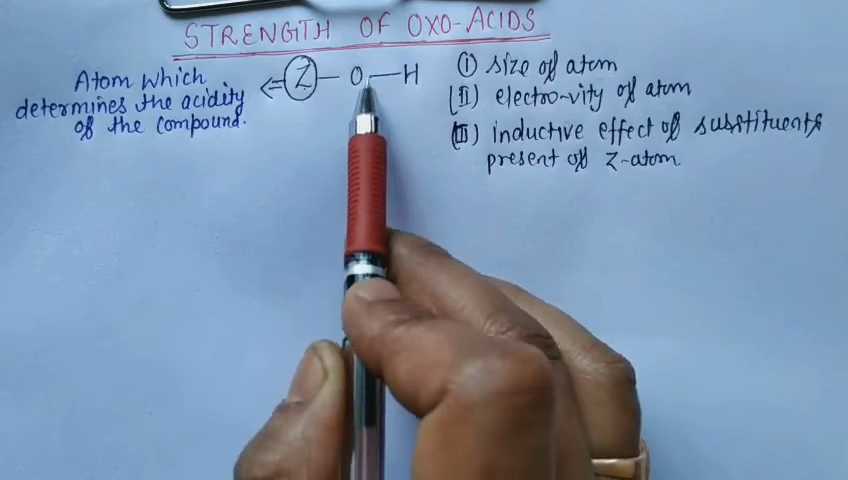 STRENGTH OF OXO-ACIDS
Atom which
determines the acidity
of the compound.
⇐ Z - O - H
(I) size of atom
(II) electro-vity of atom
(III) inductive effect of susstituents
present of Z-atom